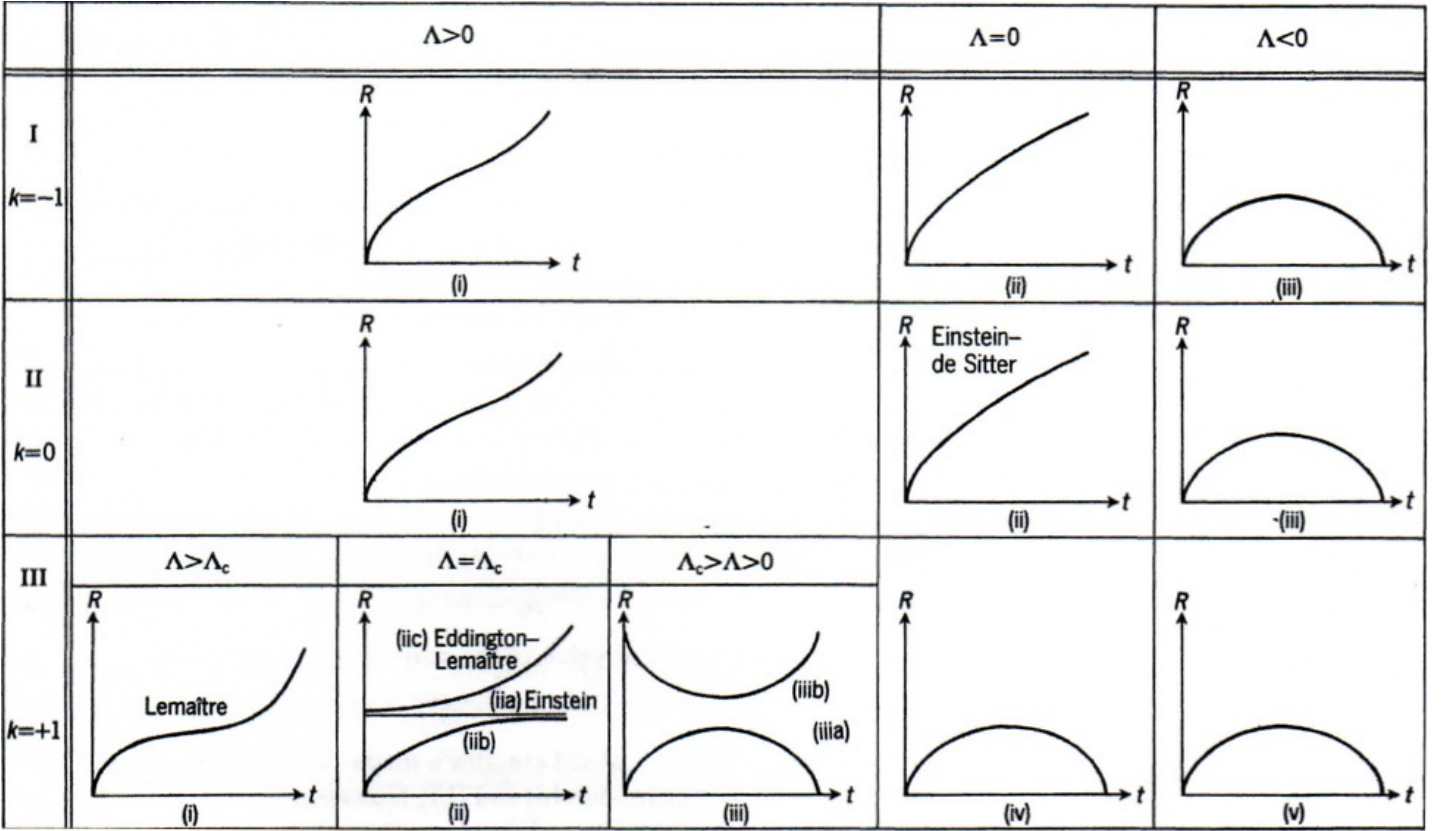 Λ>0
Λ=0
Λ<0
I
k=−1
R
t
(i)
R
t
(ii)
R
t
(iii)
II
k=0
R
t
(i)
R
Einstein–
de Sitter
t
(ii)
R
t
(iii)
III
k=+1
Λ>Λc
Λ=Λc
Λc>Λ>0
R
Lemaître
t
(i)
R
(iic) Eddington–
Lemaître
(iia) Einstein
(iib)
t
(ii)
R
(iiib)
(iiia)
t
(iii)
R
t
(iv)
R
t
(v)